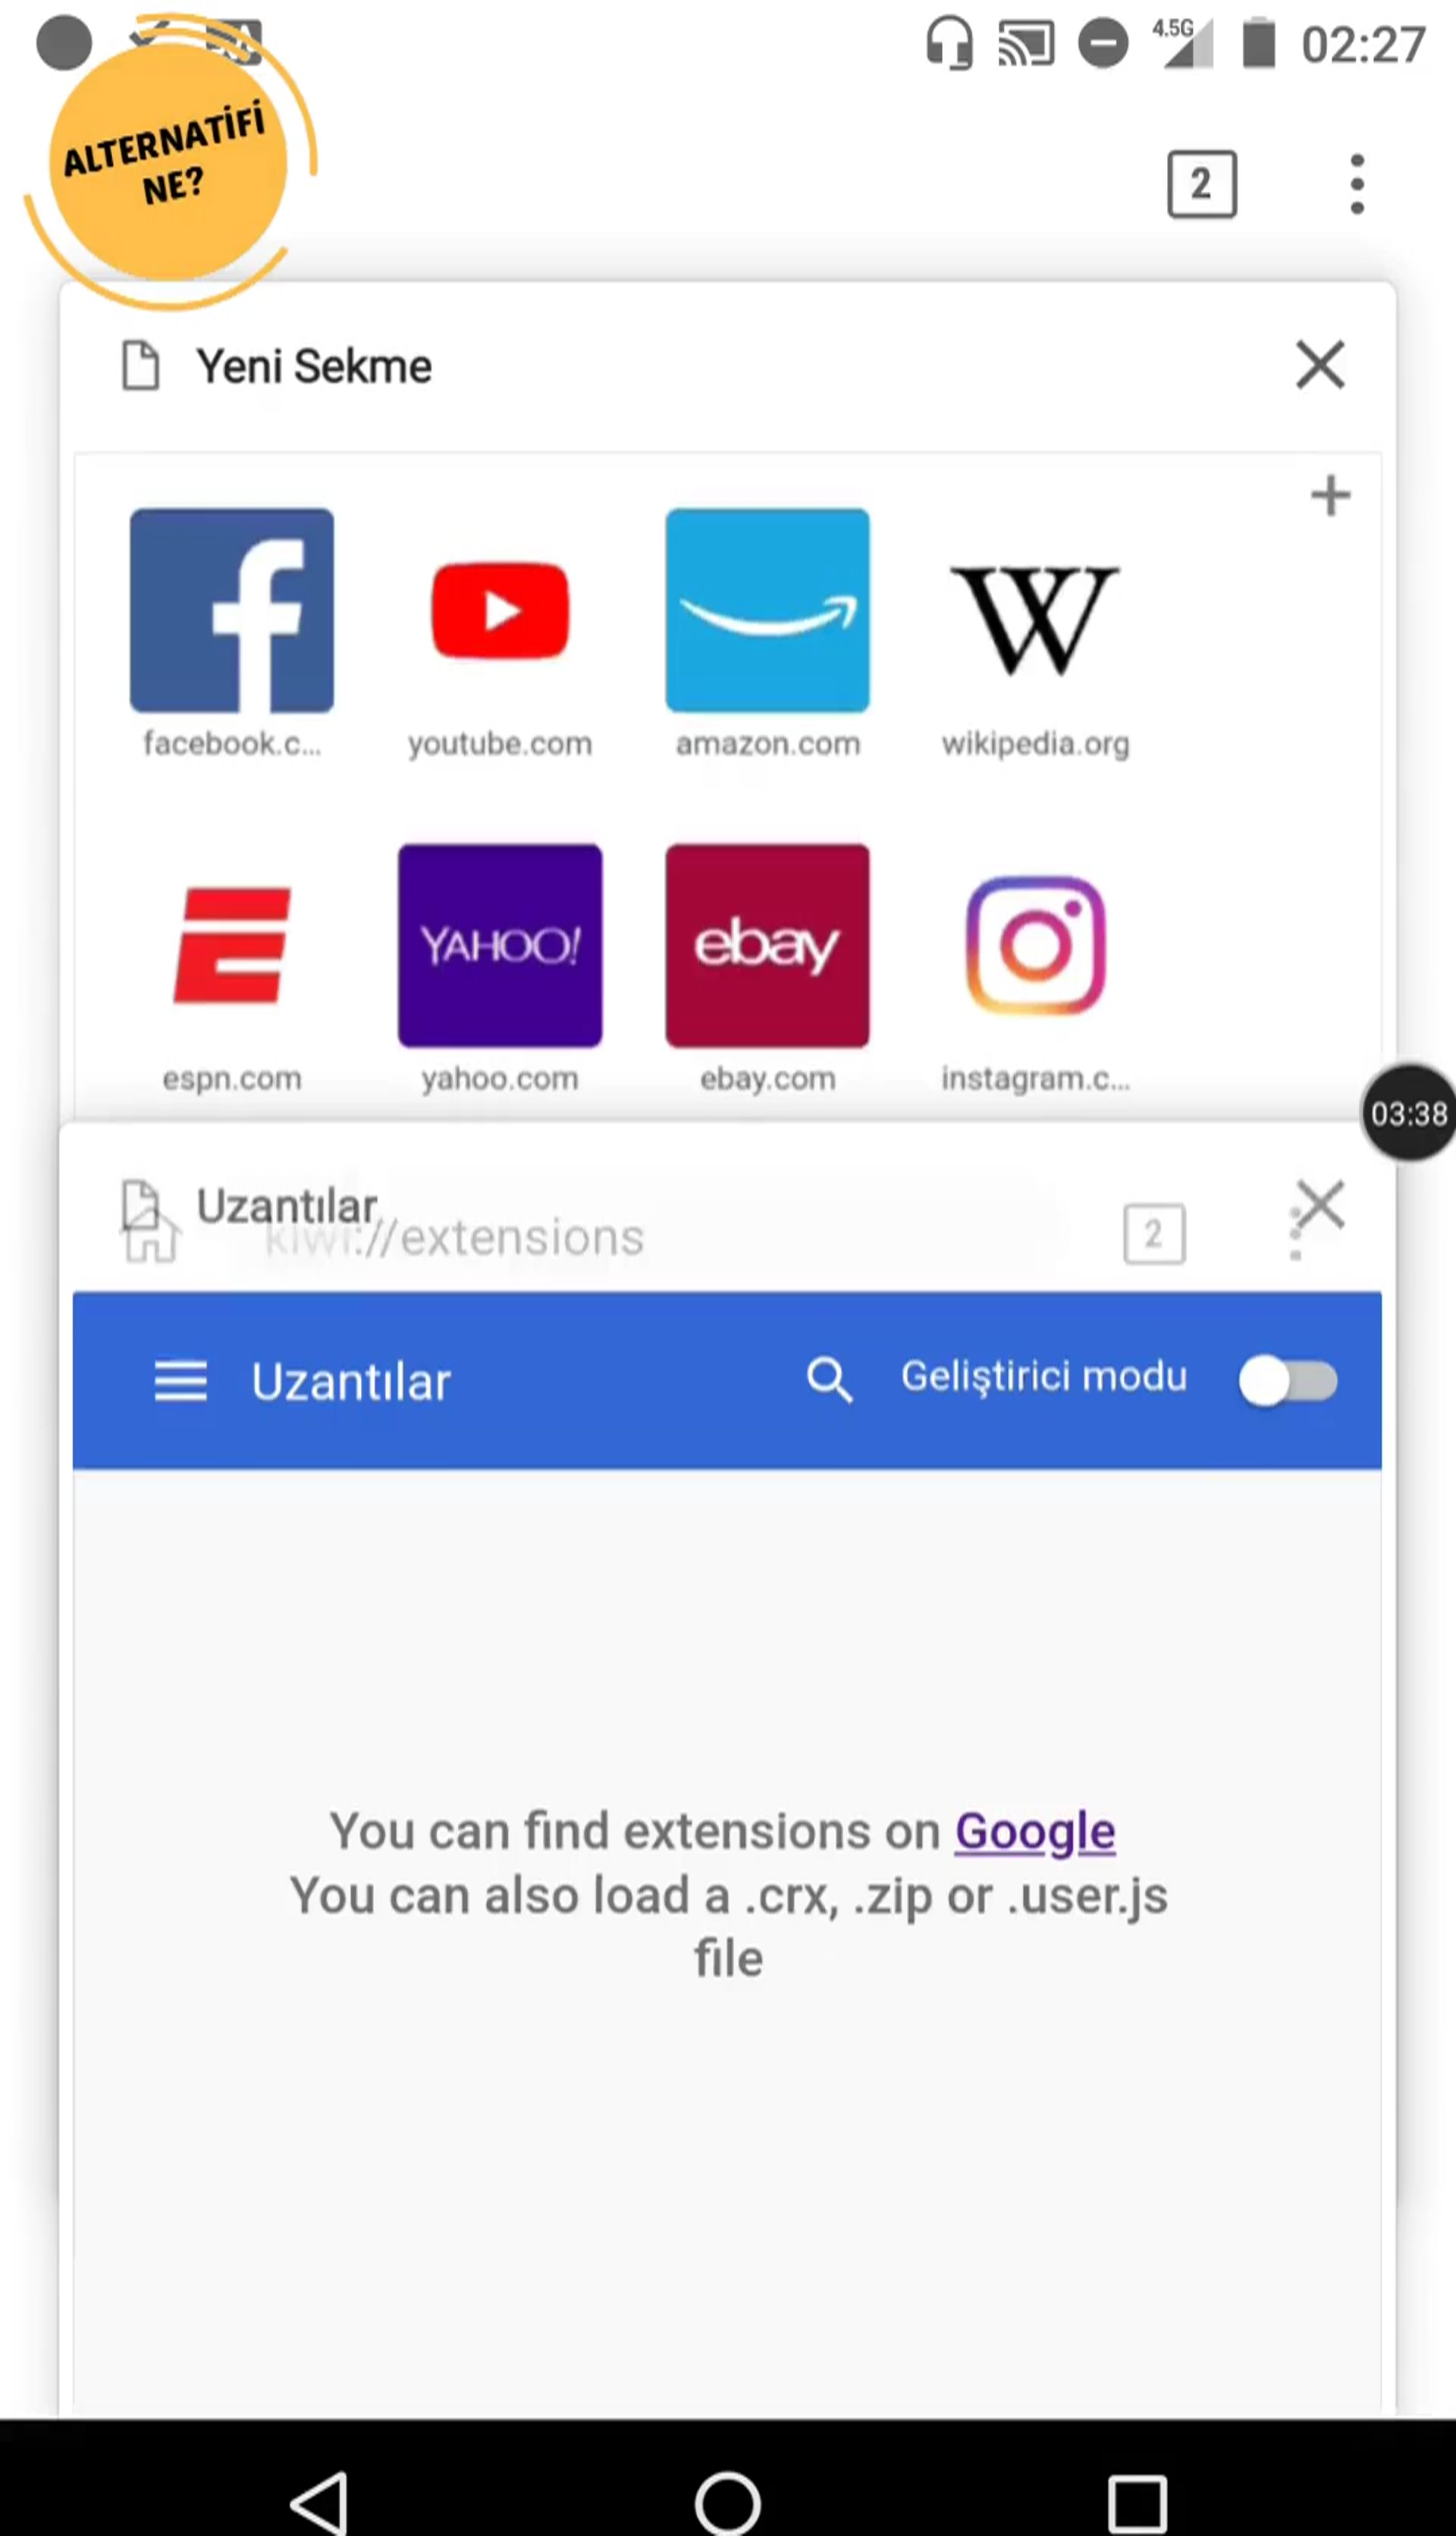 4.5G 02:27
ALTERNATİFİ
NE?
2
Yeni Sekme
facebook.c... youtube.com amazon.com wikipedia.org
YAHOO! ebay
espn.com yahoo.com ebay.com instagram.c...
03:38
Uzantılar
kiwi://extensions 2
Uzantılar Geliştirici modu
You can find extensions on Google
You can also load a .crx, .zip or .user.js
file